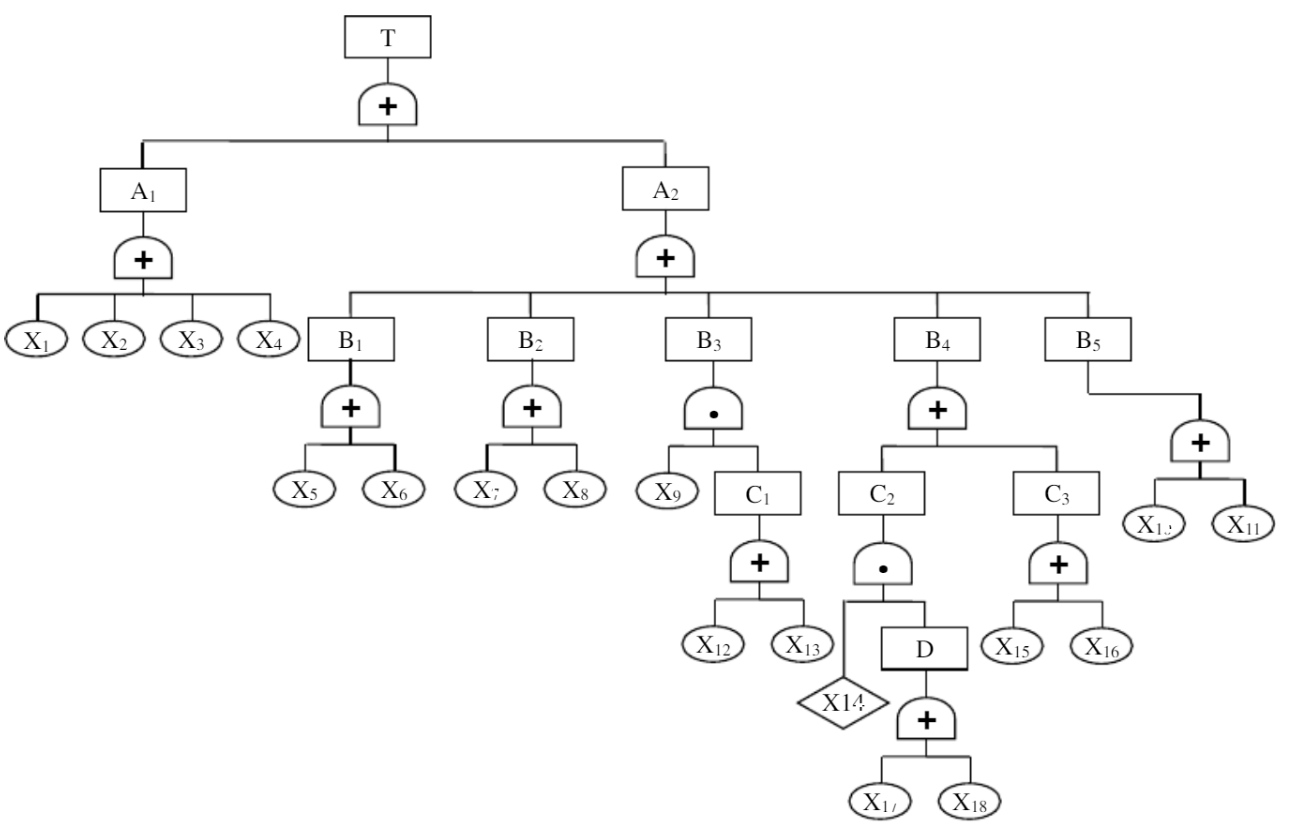 T
+
A₁ A₂
+ +
X₁ X₂ X₃ X₄ B₁ B₂ B₃ B₄ B₅
+ + • + +
X₅ X₆ X₈ X₉ C₁ C₂ C₃ X₁₁
+ • +
X₁₂ X₁₃ D X₁₅ X₁₆
X14
+
X₁₈